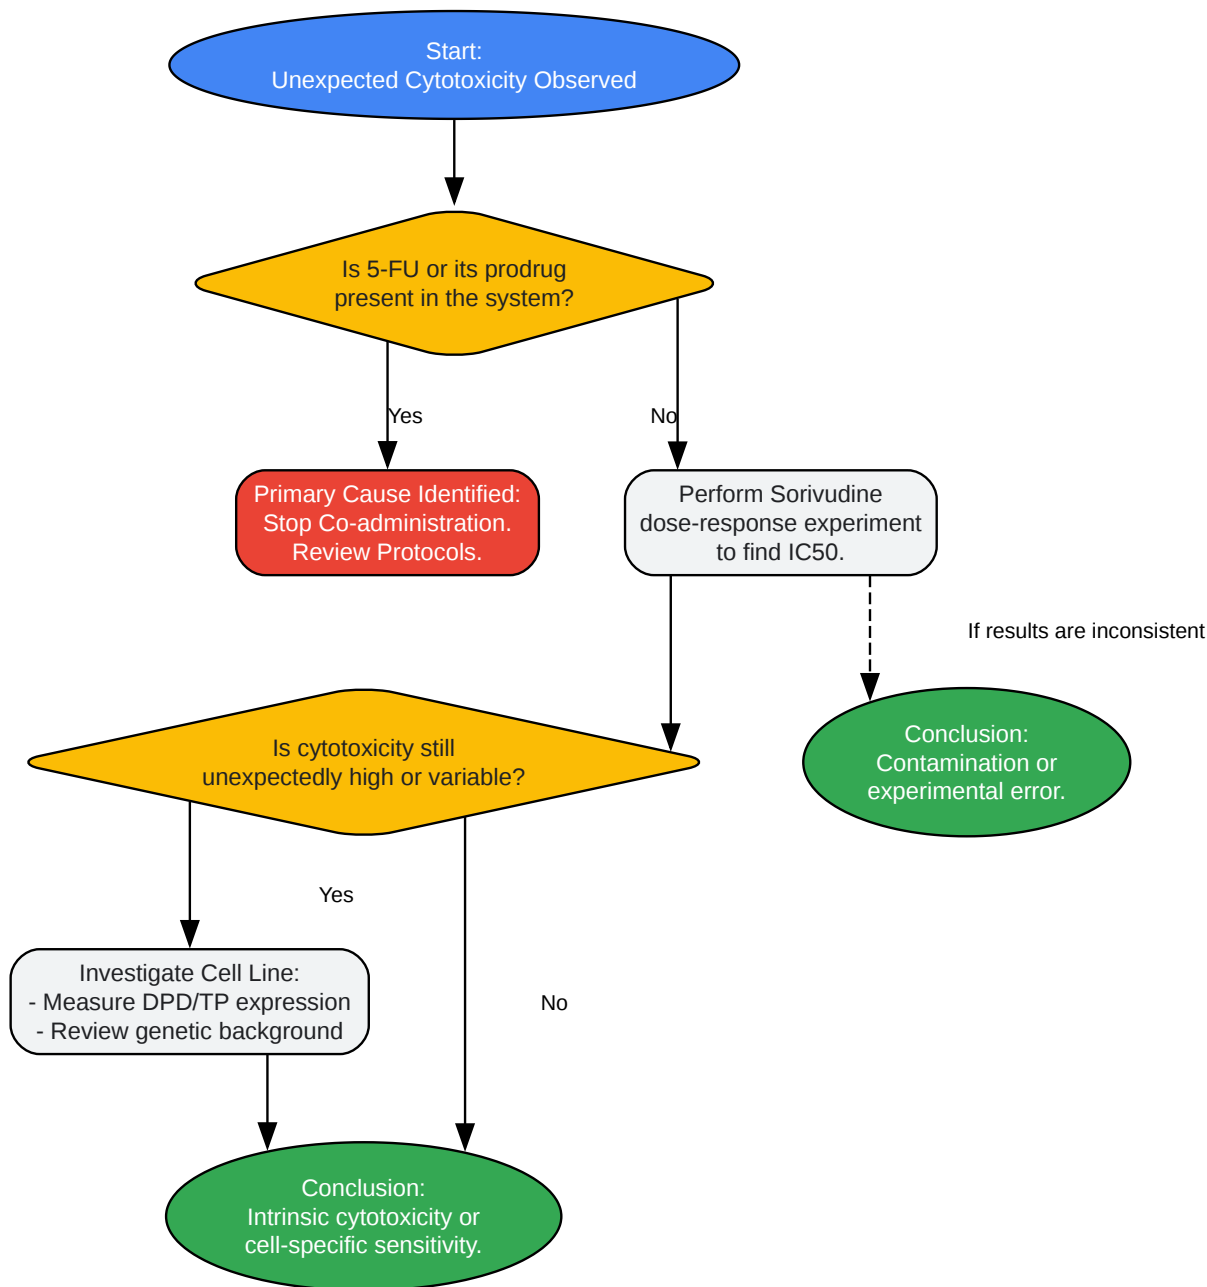 Start:
Unexpected Cytotoxicity Observed
Is 5-FU or its prodrug
present in the system?
Yes
No
Primary Cause Identified:
Stop Co-administration.
Review Protocols.
Perform Sorivudine
dose-response experiment
to find IC50.
If results are inconsistent
Is cytotoxicity still
unexpectedly high or variable?
Conclusion:
Contamination or
experimental error.
Yes
Investigate Cell Line:
- Measure DPD/TP expression
- Review genetic background
No
Conclusion:
Intrinsic cytotoxicity or
cell-specific sensitivity.